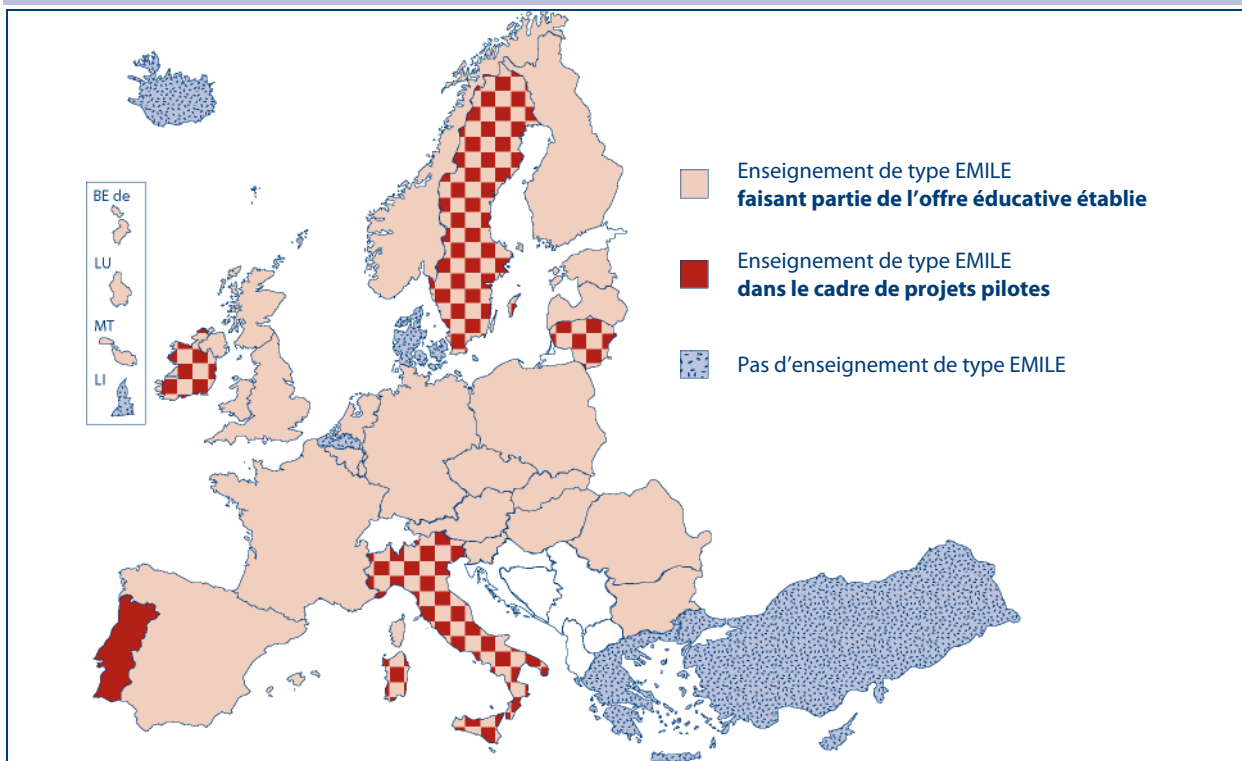 BE de
LU
MT
LI
Enseignement de type EMILE
faisant partie de l’offre éducative établie
Enseignement de type EMILE
dans le cadre de projets pilotes
Pas d’enseignement de type EMILE